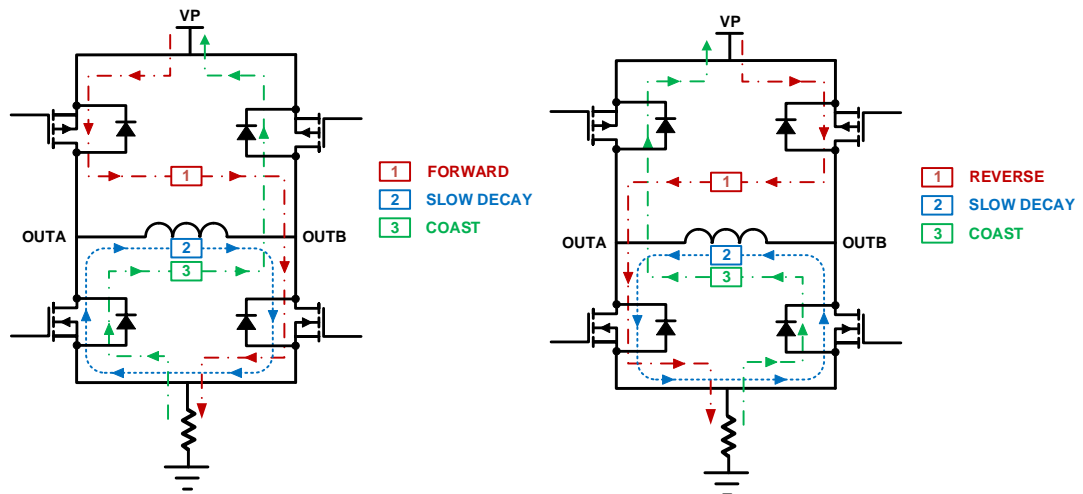 VP
1
1 FORWARD
2 SLOW DECAY
3 COAST
OUTA
OUTB
2
3
VP
1
1 REVERSE
2 SLOW DECAY
3 COAST
OUTA
OUTB
2
3